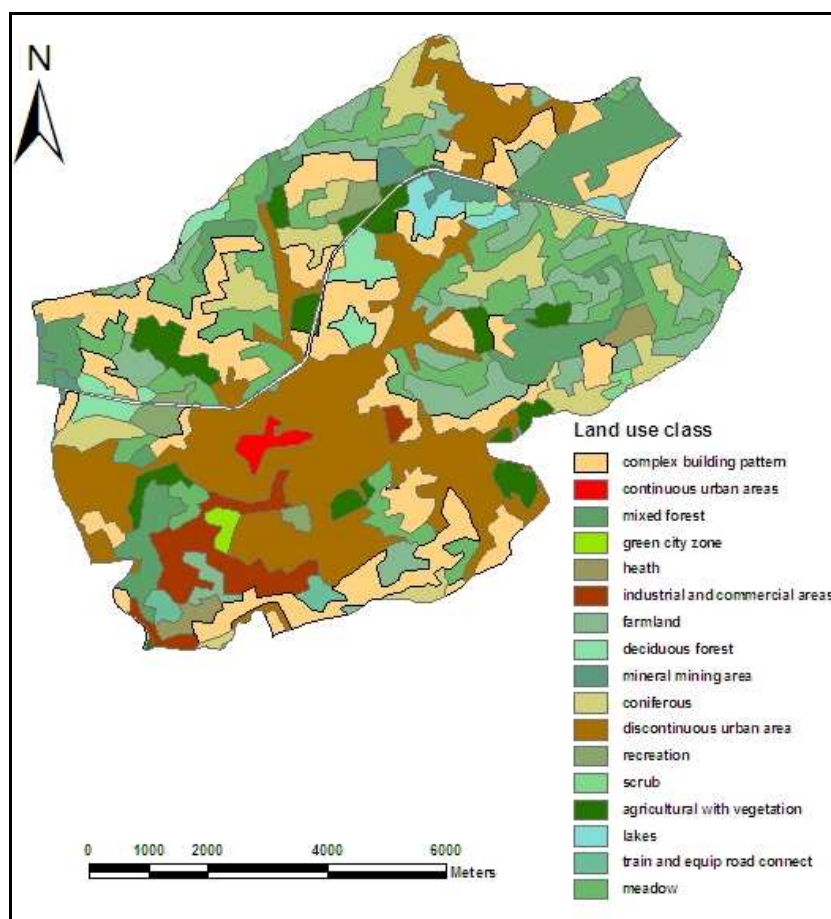 N
Land use class
complex building pattern
continuous urban areas
mixed forest
green city zone
heath
industrial and commercial areas
farmland
deciduous forest
mineral mining area
coniferous
discontinuous urban area
recreation
scrub
agricultural with vegetation
lakes
train and equip road connect
meadow
0 1000 2000 4000 6000
Meters